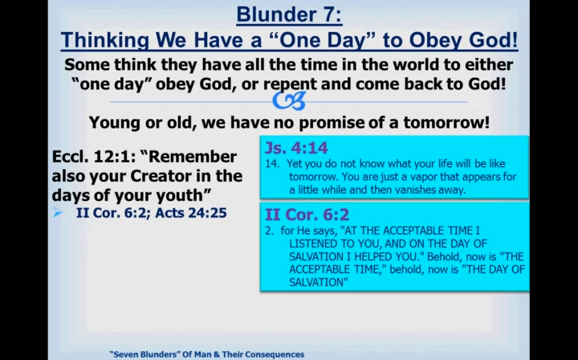 Blunder 7:
Thinking We Have a “One Day” to Obey God!
Some think they have all the time in the world to either
“one day” obey God, or repent and come back to God!
Young or old, we have no promise of a tomorrow!
Eccl. 12:1: “Remember
also your Creator in the
days of your youth”
II Cor. 6:2; Acts 24:25
Js. 4:14
14. Yet you do not know what your life will be like
tomorrow. You are just a vapor that appears for
a little while and then vanishes away.
II Cor. 6:2
2. for He says, "AT THE ACCEPTABLE TIME I
LISTENED TO YOU, AND ON THE DAY OF
SALVATION I HELPED YOU." Behold, now is "THE
ACCEPTABLE TIME," behold, now is "THE DAY OF
SALVATION"
“Seven Blunders” Of Man & Their Consequences